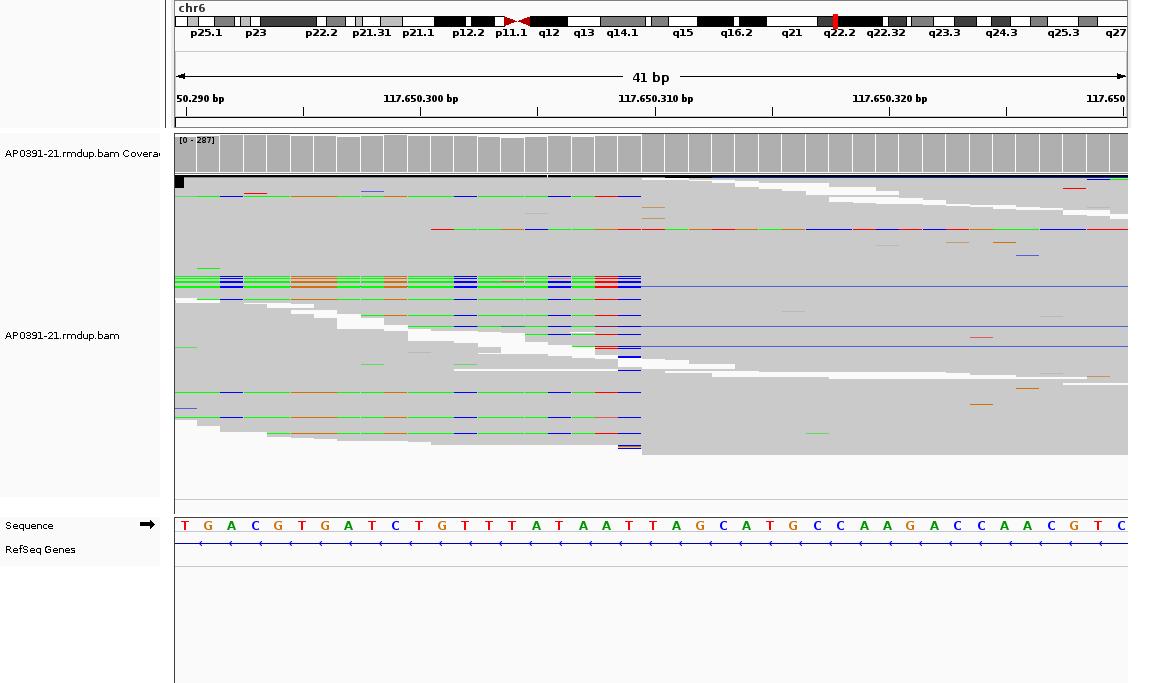 chr6
p25.1 p23 p22.2 p21.31 p21.1 p12.2 p11.1 q12 q13 q14.1 q15 q16.2 q21 q22.2 q22.32 q23.3 q24.3 q25.3 q27
41 bp
50.290 bp 117.650.300 bp 117.650.310 bp 117.650.320 bp 117.650
[0 - 287]
AP0391-21.rmdup.bam Covera
AP0391-21.rmdup.bam
Sequence T G A C G T G A T C T G T T T A T A A T T A G C A T G C C A A G A C C A A C G T C
RefSeq Genes